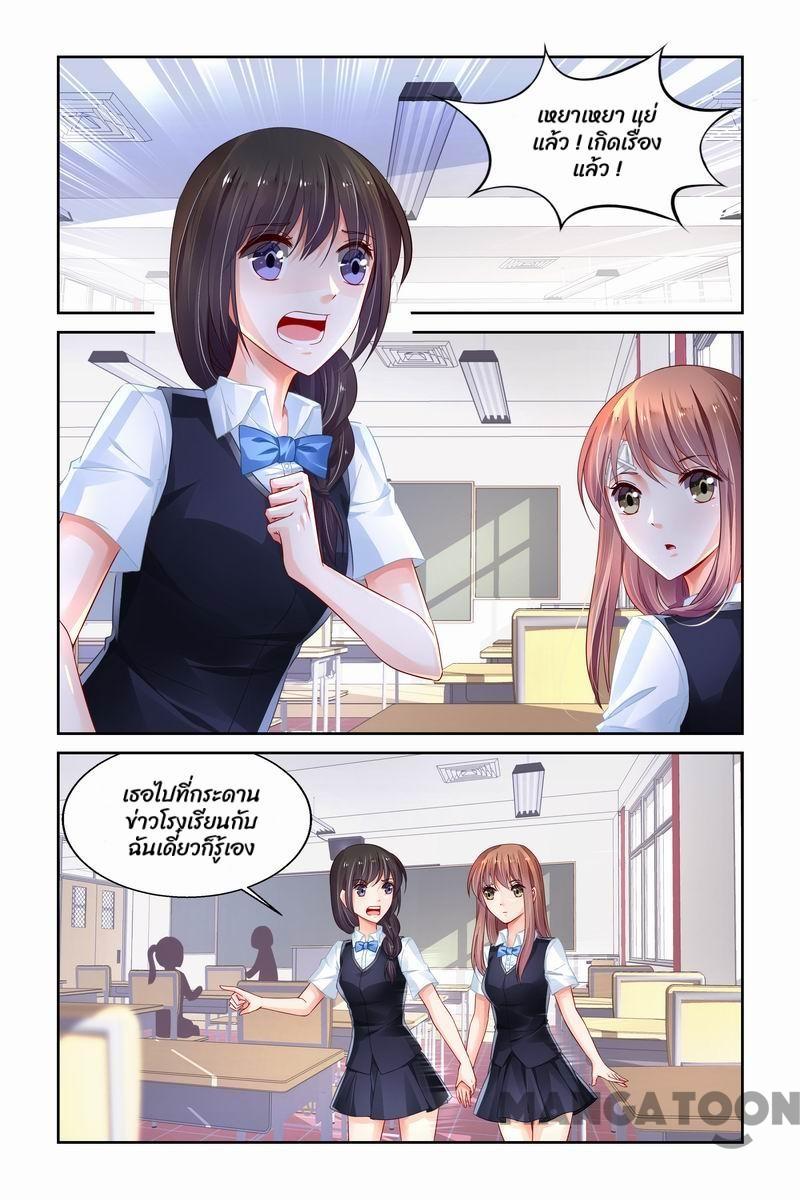 เหยาเหยา แย่
แล้ว ! เกิดเรื่อง
แล้ว !
เธอไปที่กระดาน
ข่าวโรงเรียนกับ
ฉันเดี๋ยวก็รู้เอง
MANGATOON